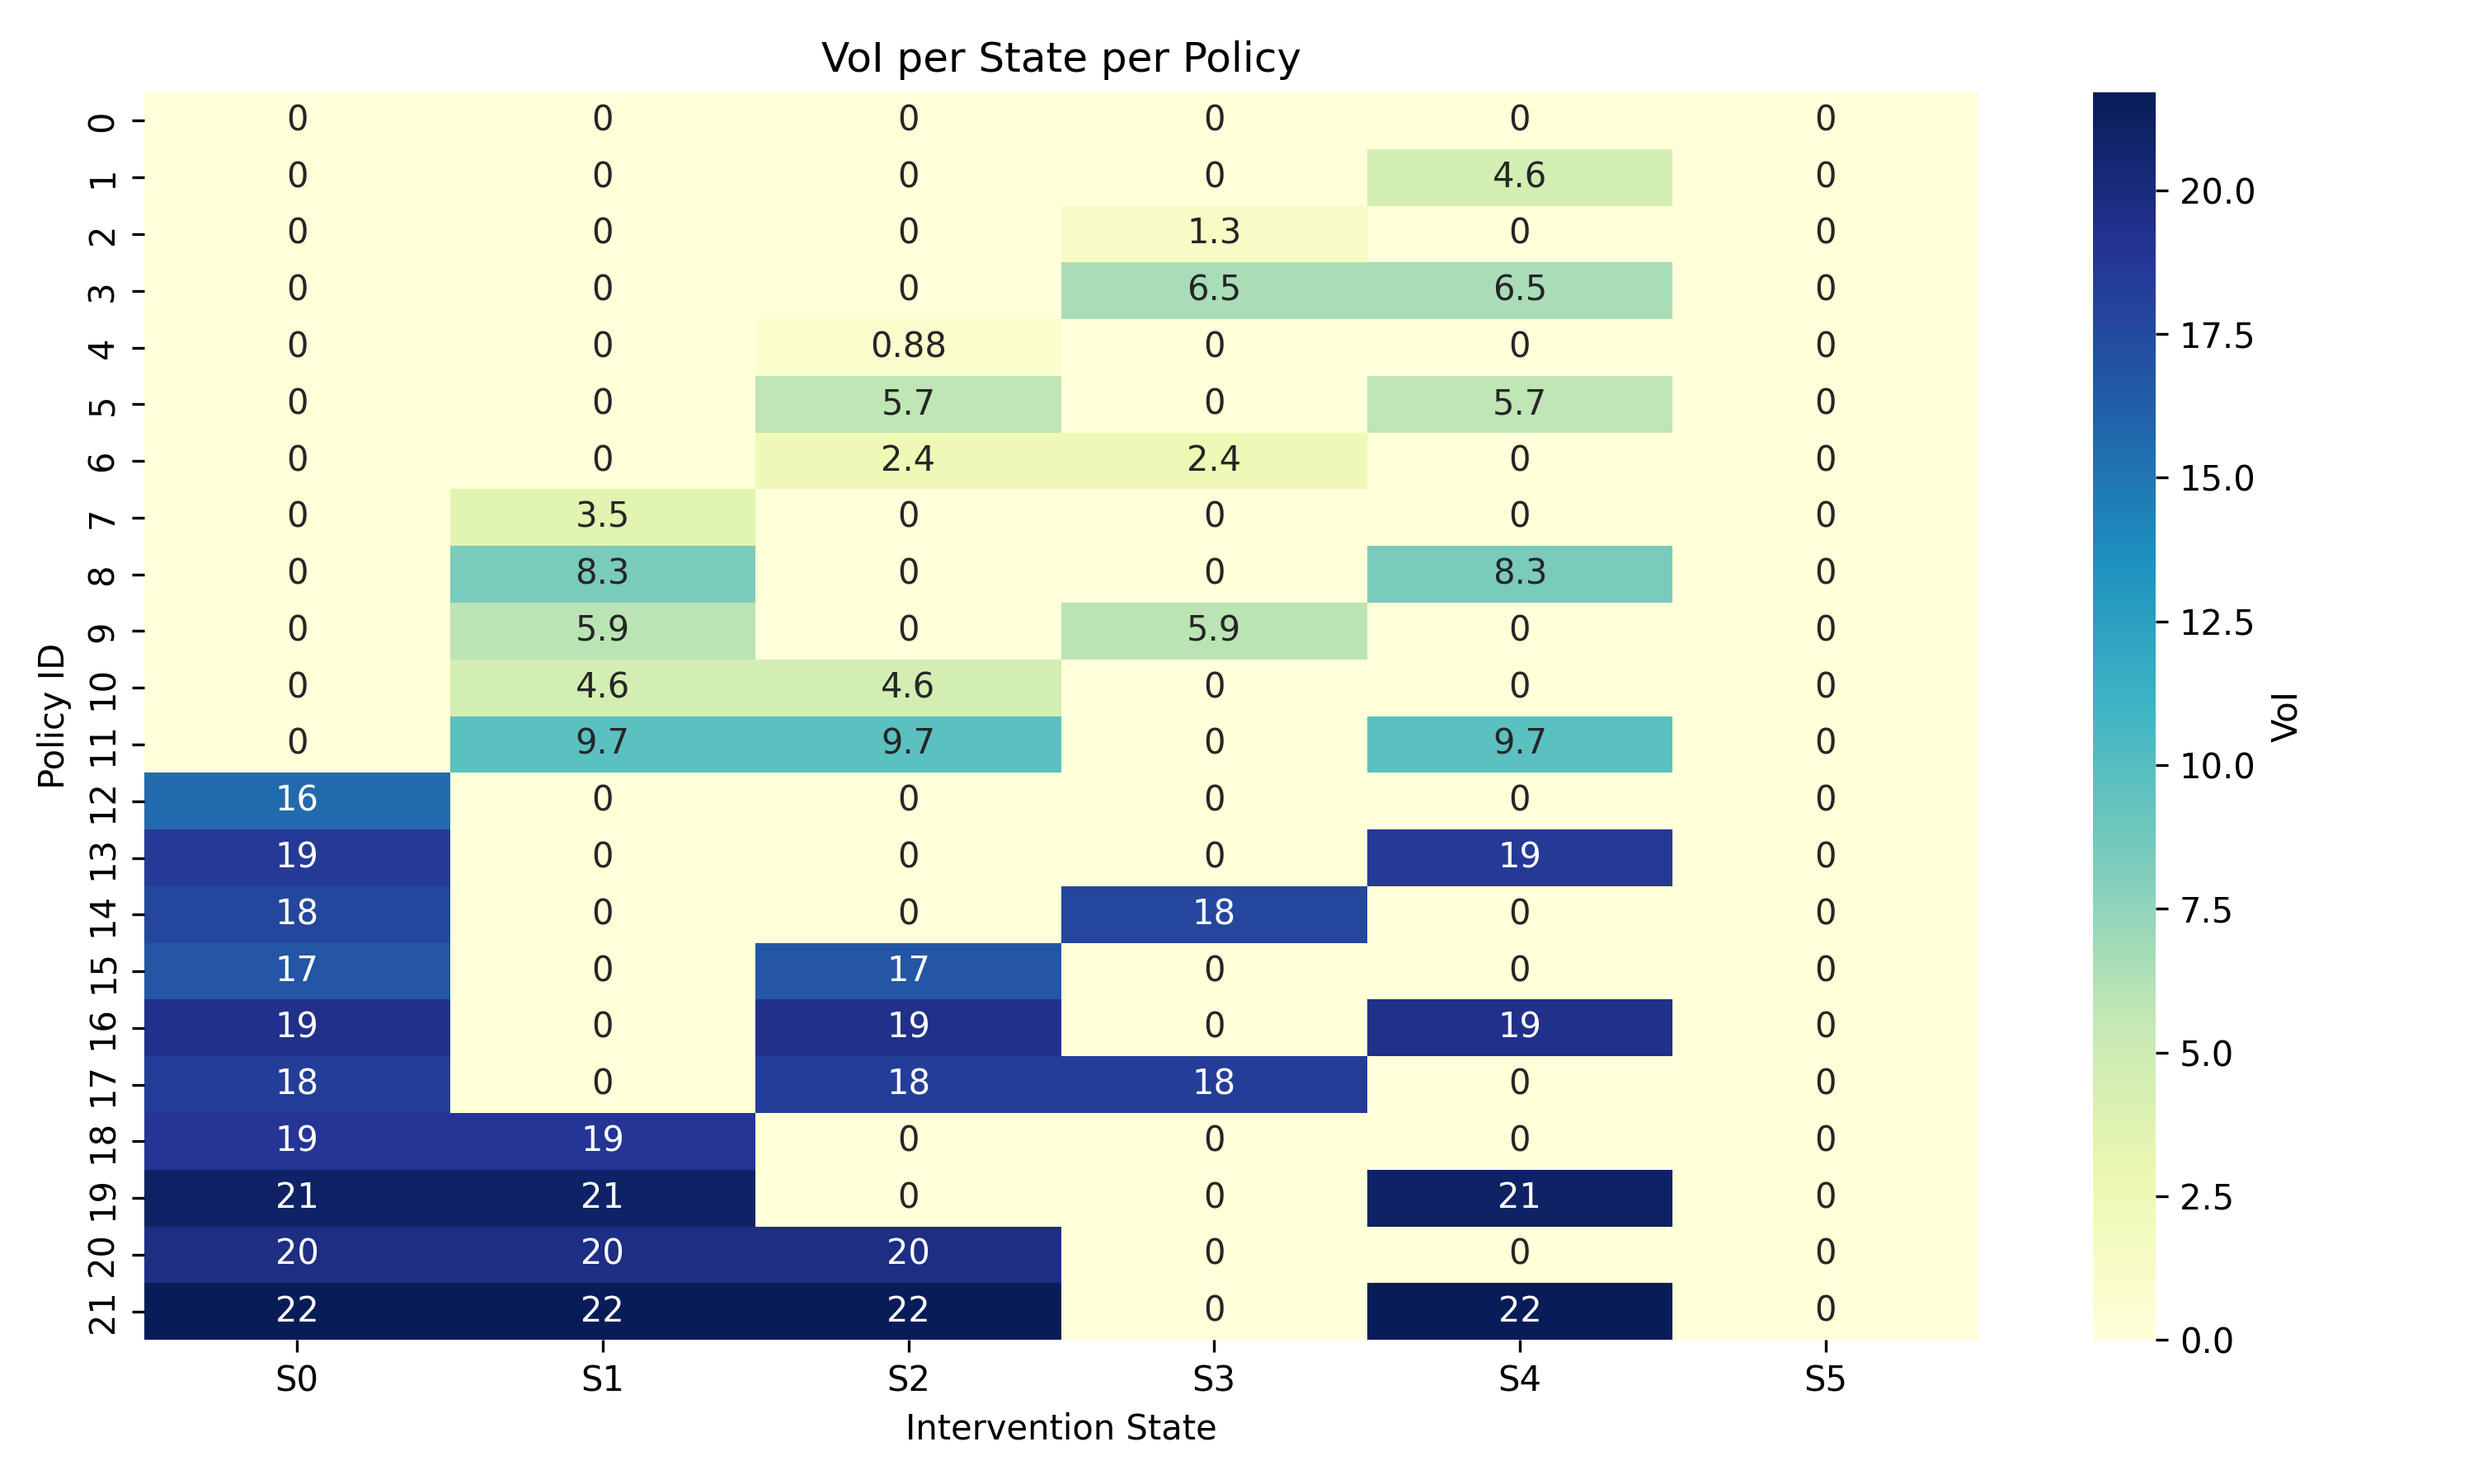 VoI per State per Policy
0 0 0 0 0 0 0
1 0 0 0 0 4.6 0
2 0 0 0 1.3 0 0
3 0 0 0 6.5 6.5 0
4 0 0 0.88 0 0 0
5 0 0 5.7 0 5.7 0
6 0 0 2.4 2.4 0 0
7 0 3.5 0 0 0 0
8 0 8.3 0 0 8.3 0
9 0 5.9 0 5.9 0 0
10 0 4.6 4.6 0 0 0
11 0 9.7 9.7 0 9.7 0
12 16 0 0 0 0 0
13 19 0 0 0 19 0
14 18 0 0 18 0 0
15 17 0 17 0 0 0
16 19 0 19 0 19 0
17 18 0 18 18 0 0
18 19 19 0 0 0 0
19 21 21 0 0 21 0
20 20 20 20 0 0 0
21 22 22 22 0 22 0
S0 S1 S2 S3 S4 S5
Intervention State
Policy ID
20.0
17.5
15.0
12.5
10.0
7.5
5.0
2.5
0.0
VoI